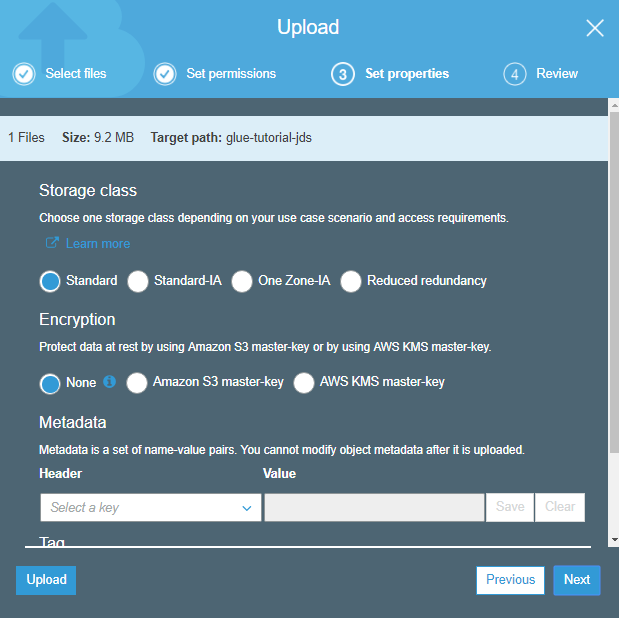 Upload
Select files
Set permissions
3 Set properties
4 Review
1 Files Size: 9.2 MB Target path: glue-tutorial-jds
Storage class
Choose one storage class depending on your use case scenario and access requirements.
Learn more
Standard Standard-IA One Zone-IA Reduced redundancy
Encryption
Protect data at rest by using Amazon S3 master-key or by using AWS KMS master-key.
None Amazon S3 master-key AWS KMS master-key
Metadata
Metadata is a set of name-value pairs. You cannot modify object metadata after it is uploaded.
Header Value
Select a key Save Clear
Tag
Upload Previous Next